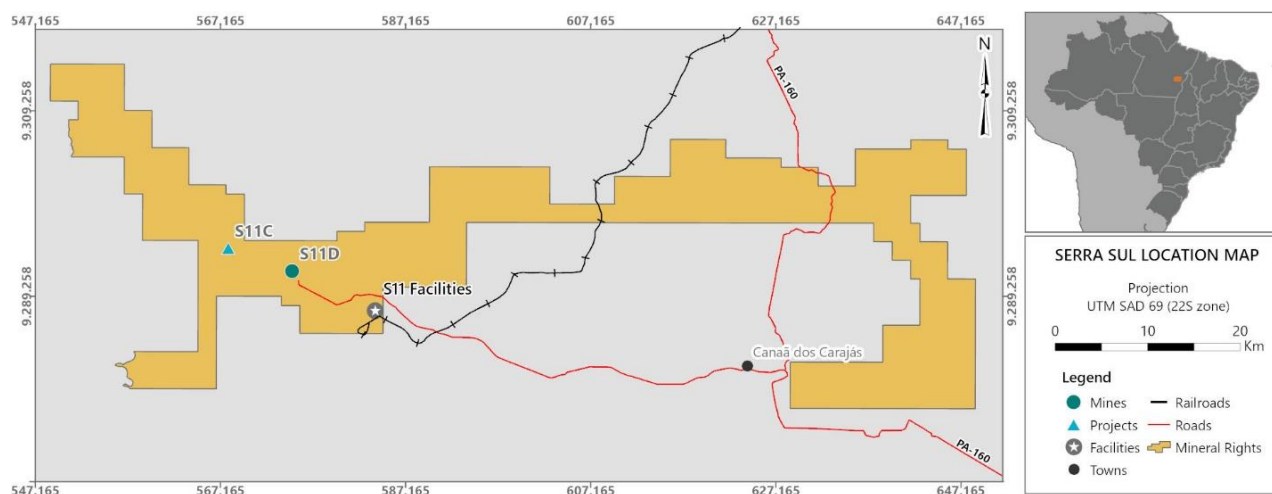 547,165 567,165 587,165 607,165 627,165 647,165
N
PA-160
9.309.258 9.309.258
S11C
S11D
S11 Facilities
9.289.258 9.289.258
Canaã dos Carajás
PA-160
547,165 567,165 587,165 607,165 627,165 647,165
SERRA SUL LOCATION MAP
Projection
UTM SAD 69 (22S zone)
0 10 20
Km
Legend
Mines Railroads
Projects Roads
Facilities Mineral Rights
Towns